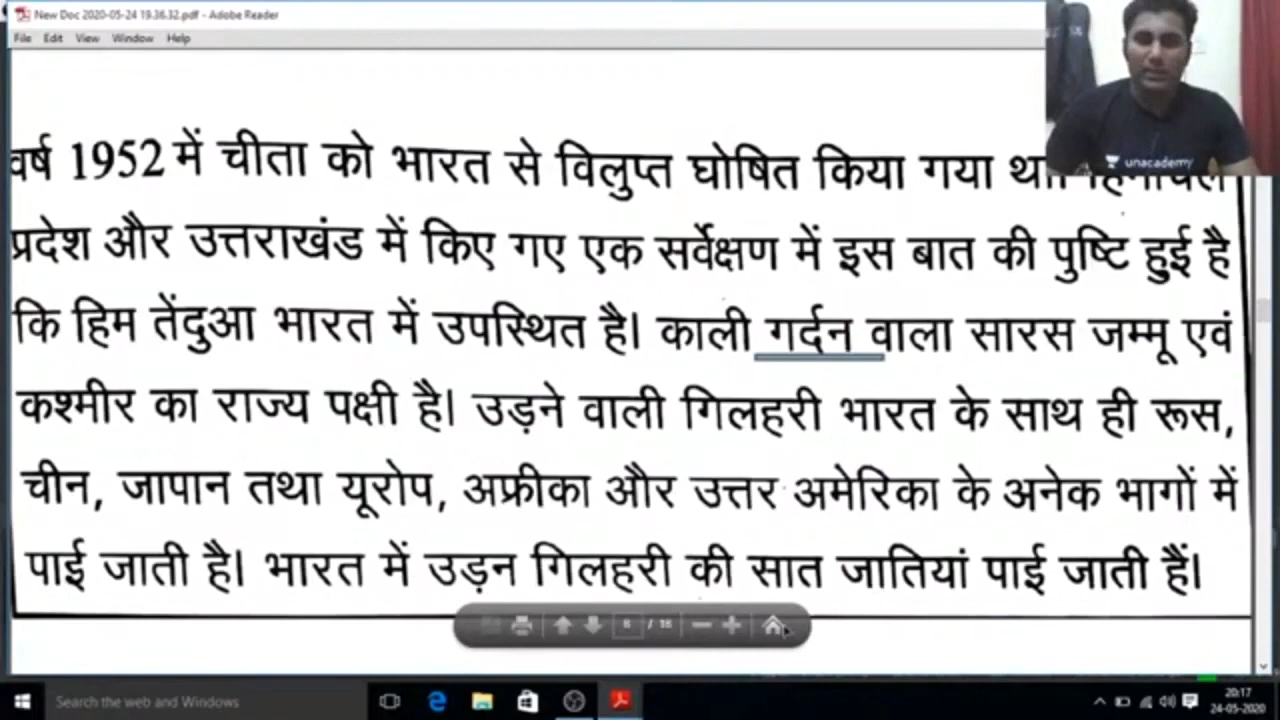 New Doc 2020-05-24 19.36.32.pdf - Adobe Reader
File Edit View Window Help
unacademy
वर्ष 1952 में चीता को भारत से विलुप्त घोषित किया गया था। हिमाचल
प्रदेश और उत्तराखंड में किए गए एक सर्वेक्षण में इस बात की पुष्टि हुई है
कि हिम तेंदुआ भारत में उपस्थित है। काली गर्दन वाला सारस जम्मू एवं
कश्मीर का राज्य पक्षी है। उड़ने वाली गिलहरी भारत के साथ ही रूस,
चीन, जापान तथा यूरोप, अफ्रीका और उत्तर अमेरिका के अनेक भागों में
पाई जाती है। भारत में उड़न गिलहरी की सात जातियां पाई जाती हैं।
8 / 18
Search the web and Windows
20:17
24-05-2020